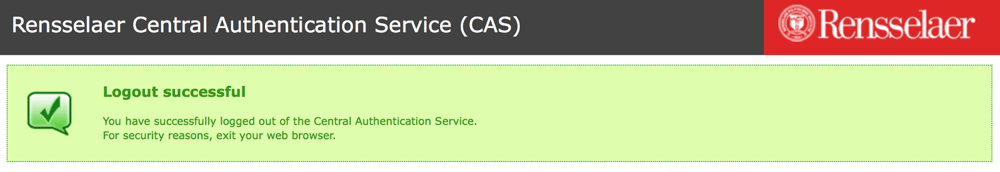 Rensselaer Central Authentication Service (CAS)
Rensselaer
Logout successful
You have successfully logged out of the Central Authentication Service.
For security reasons, exit your web browser.